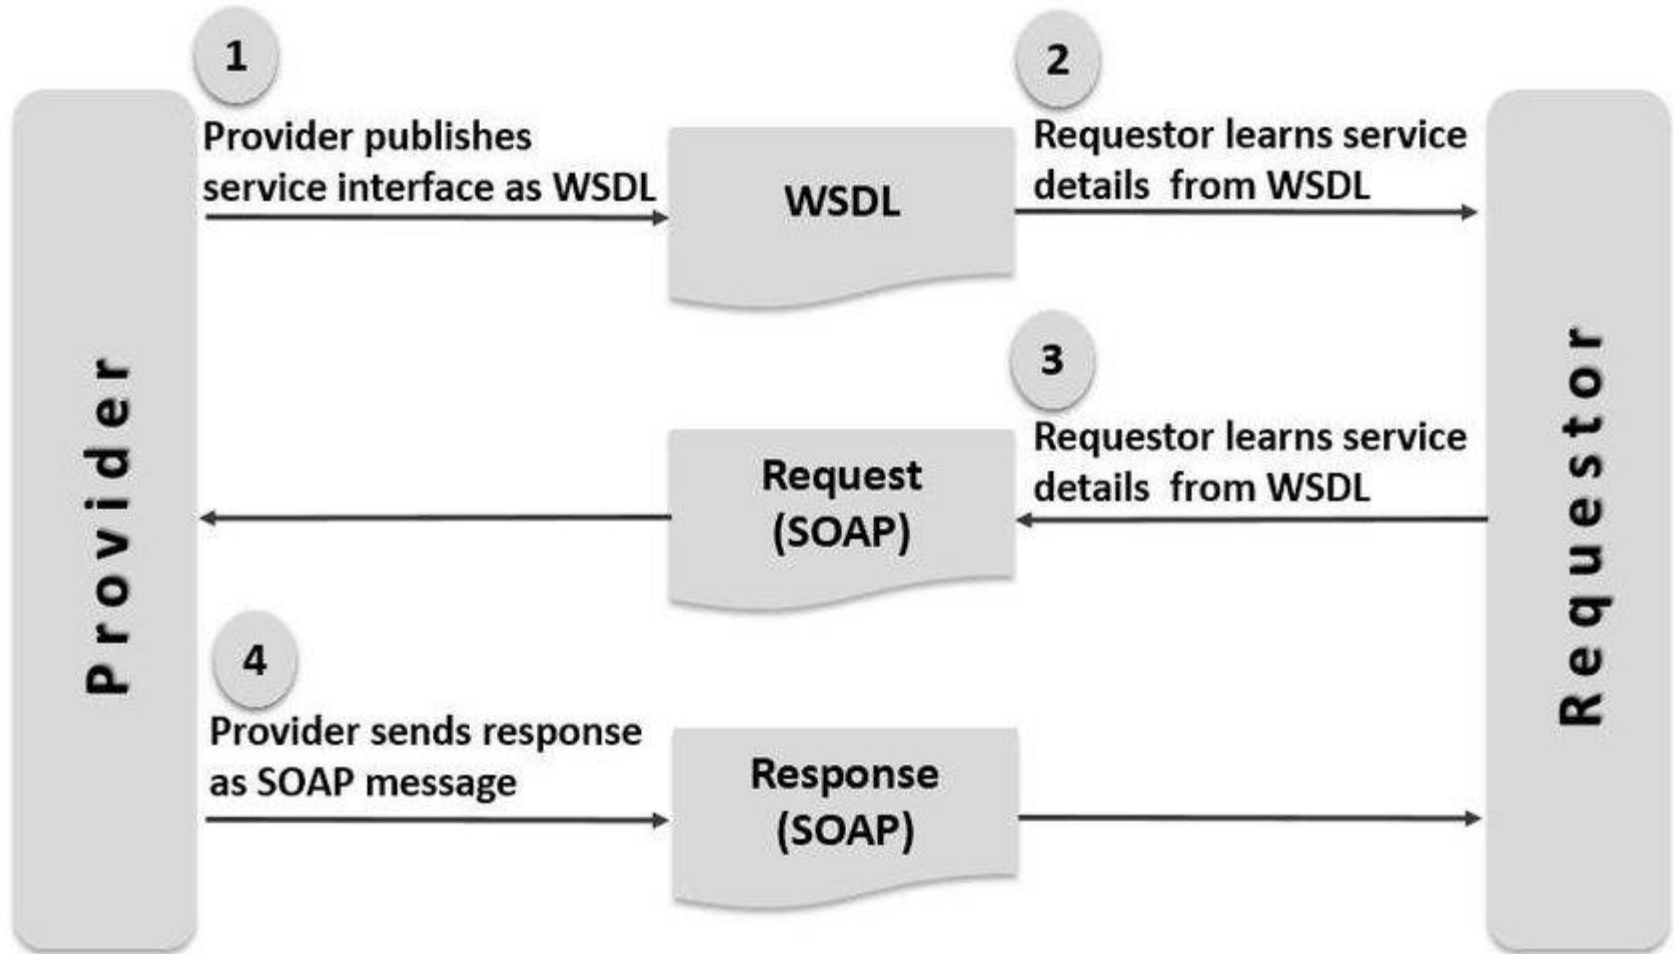 1
2
Provider publishes
service interface as WSDL
WSDL
Requestor learns service
details from WSDL
3
Request
(SOAP)
Requestor learns service
details from WSDL
4
Provider sends response
as SOAP message
Response
(SOAP)
Provider
Requestor